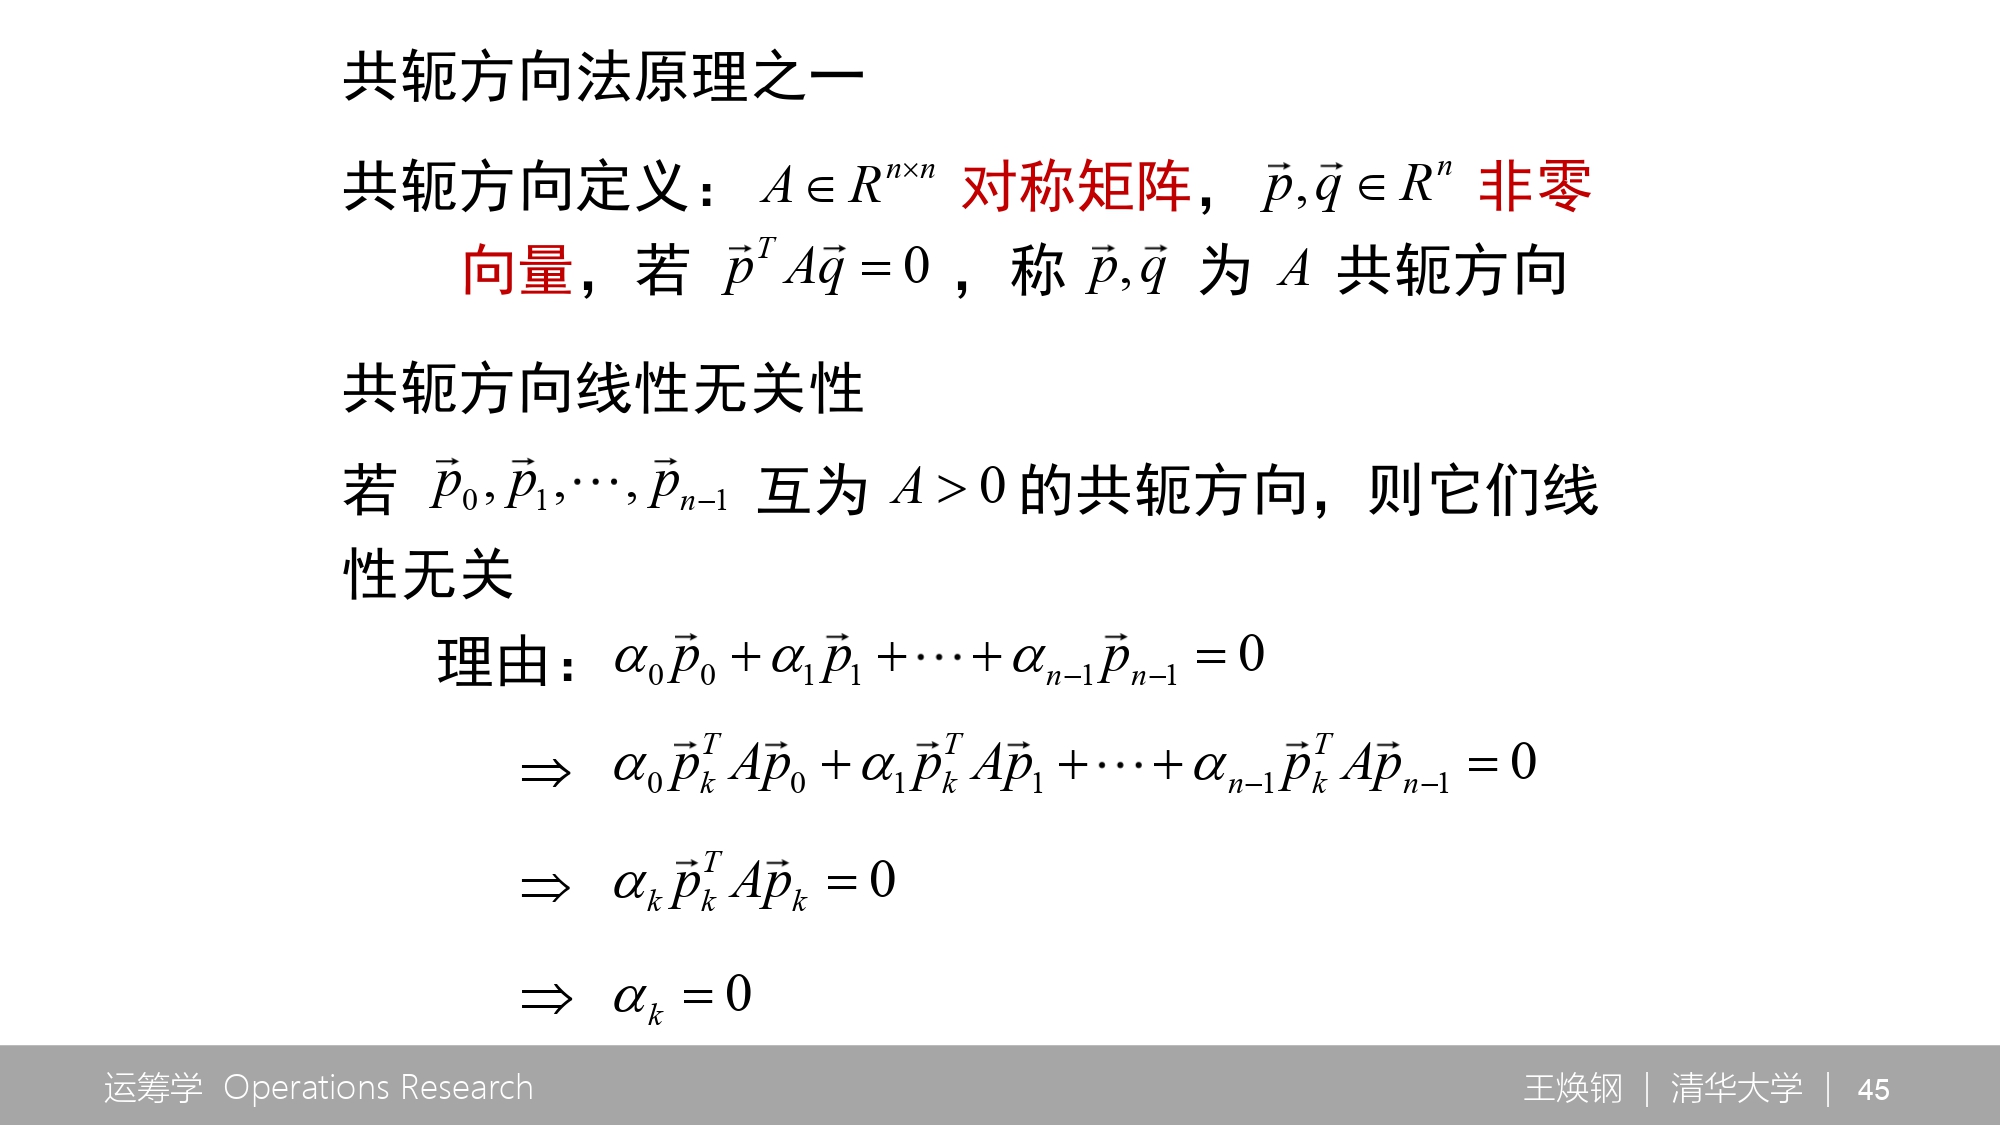 共轭方向法原理之一
共轭方向定义： $A \in R^{n \times n}$ 对称矩阵， $\vec{p}, \vec{q} \in R^n$ 非零
向量，若 $\vec{p}^T A \vec{q} = 0$ ，称 $\vec{p}, \vec{q}$ 为 $A$ 共轭方向
共轭方向线性无关性
若 $\vec{p}_0, \vec{p}_1, \cdots, \vec{p}_{n-1}$ 互为 $A > 0$ 的共轭方向，则它们线
性无关
理由： $\alpha_0 \vec{p}_0 + \alpha_1 \vec{p}_1 + \cdots + \alpha_{n-1} \vec{p}_{n-1} = 0$
$\Rightarrow \alpha_0 \vec{p}_k^T A \vec{p}_0 + \alpha_1 \vec{p}_k^T A \vec{p}_1 + \cdots + \alpha_{n-1} \vec{p}_k^T A \vec{p}_{n-1} = 0$
$\Rightarrow \alpha_k \vec{p}_k^T A \vec{p}_k = 0$
$\Rightarrow \alpha_k = 0$
运筹学 Operations Research
王焕钢 | 清华大学 | 45